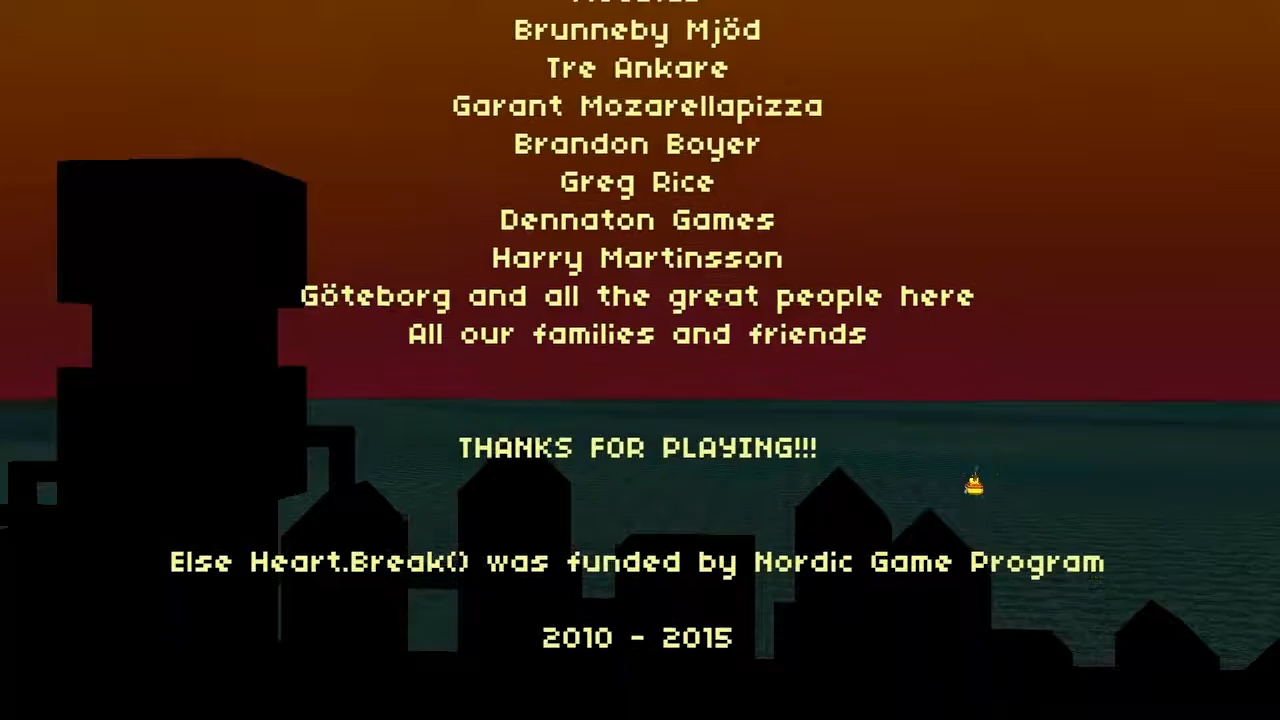 Brunneby Mjöd
Tre Ankare
Garant Mozarellapizza
Brandon Boyer
Greg Rice
Dennaton Games
Harry Martinsson
Göteborg and all the great people here
All our families and friends
THANKS FOR PLAYING!!!
Else Heart.Break() was funded by Nordic Game Program
2010 - 2015